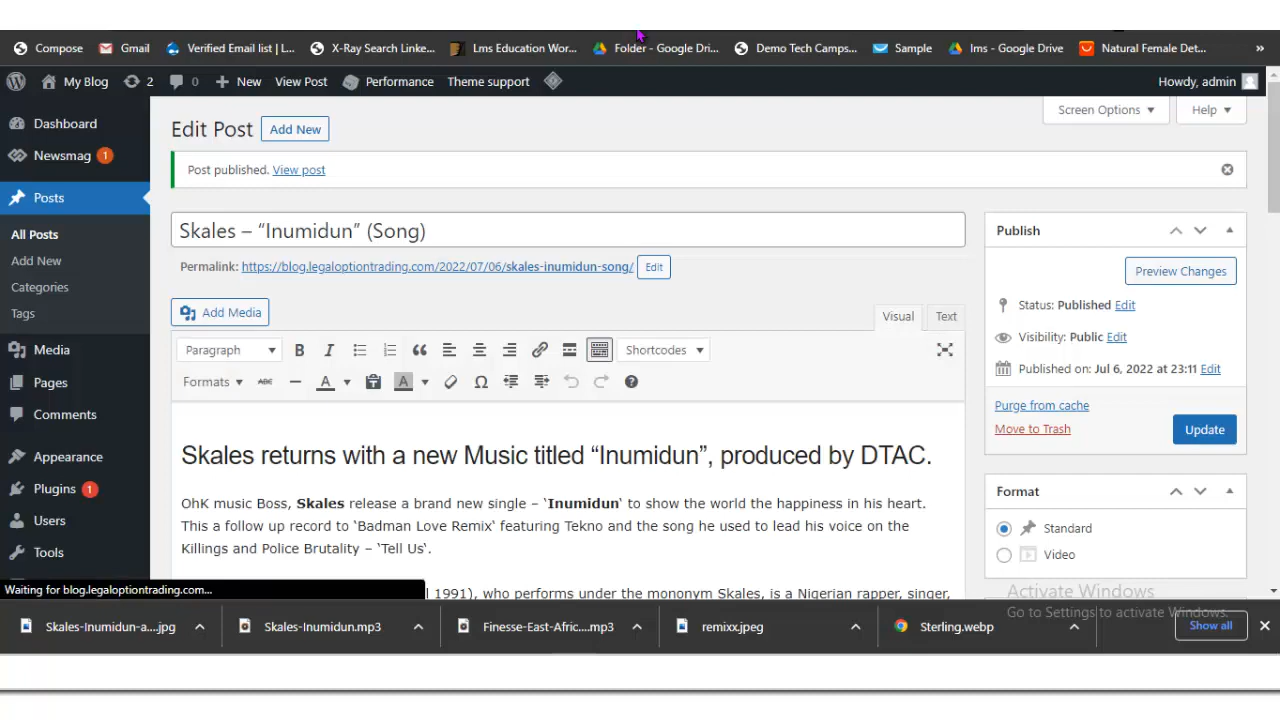 Compose Gmail Verified Email list | L... X-Ray Search Linke... Lms Education Wor... Folder - Google Dri... Demo Tech Camps... Sample lms - Google Drive Natural Female Det... »
My Blog 2 0 New View Post Performance Theme support Howdy, admin
Screen Options Help
Dashboard
Newsmag 1
Posts
All Posts
Add New
Categories
Tags
Media
Pages
Comments
Appearance
Plugins 1
Users
Tools
Edit Post Add New
Post published. View post
Skales – “Inumidun” (Song)
Permalink: https://blog.legaloptiontrading.com/2022/07/06/skales-inumidun-song/ Edit
Add Media
Visual Text
Paragraph B I Shortcodes
Formats ABC A A Ω
Skales returns with a new Music titled “Inumidun”, produced by DTAC.
OhK music Boss, Skales release a brand new single – ‘Inumidun‘ to show the world the happiness in his heart.
This a follow up record to ‘Badman Love Remix‘ featuring Tekno and the song he used to lead his voice on the
Killings and Police Brutality – ‘Tell Us‘.
1991), who performs under the mononym Skales, is a Nigerian rapper, singer,
Publish
Preview Changes
Status: Published Edit
Visibility: Public Edit
Published on: Jul 6, 2022 at 23:11 Edit
Purge from cache
Move to Trash
Update
Format
Standard
Video
Activate Windows
Go to Settings to activate Windows.
Waiting for blog.legaloptiontrading.com...
Skales-Inumidun-a....jpg Skales-Inumidun.mp3 Finesse-East-Afric....mp3 remixx.jpeg Sterling.webp Show all